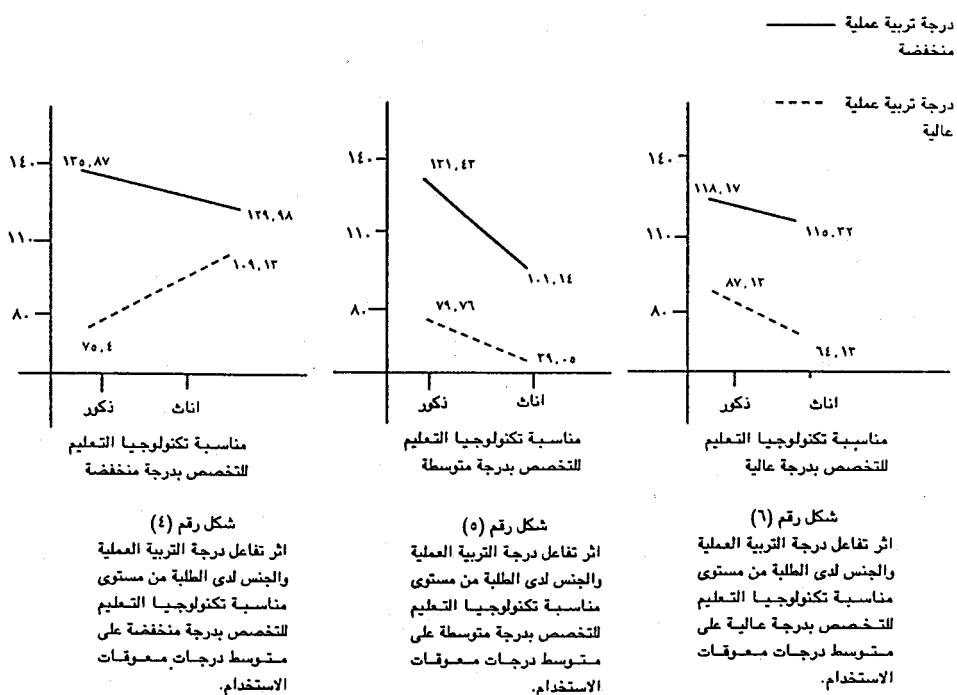 درجة تربية عملية
منخفضة
درجة تربية عملية
عالية
١٤٠
١١٠
٨٠
١١٨,١٧
١١٥,٣٢
٨٧,١٣
٦٤,١٣
ذكور
اناث
مناسبة تكنولوجيا التعليم
للتخصص بدرجة عالية
شكل رقم (٦)
اثر تفاعل درجة التربية العملية
والجنس لدى الطلبة من مستوى
مناسبة تكنولوجيا التعليم
للتخصص بدرجة عالية على
متوسط درجات معوقات
الاستخدام.
١٤٠
١١٠
٨٠
١٣١,٤٣
١٠١,١٤
٧٩,٧٦
٣٩,٠٥
ذكور
اناث
مناسبة تكنولوجيا التعليم
للتخصص بدرجة متوسطة
شكل رقم (٥)
اثر تفاعل درجة التربية العملية
والجنس لدى الطلبة من مستوى
مناسبة تكنولوجيا التعليم
للتخصص بدرجة متوسطة على
متوسط درجات معوقات
الاستخدام.
١٤٠
١١٠
٨٠
١٣٥,٨٧
١٢٩,٩٨
١٠٩,١٣
٧٥,٤
ذكور
اناث
مناسبة تكنولوجيا التعليم
للتخصص بدرجة منخفضة
شكل رقم (٤)
اثر تفاعل درجة التربية العملية
والجنس لدى الطلبة من مستوى
مناسبة تكنولوجيا التعليم
للتخصص بدرجة منخفضة على
متوسط درجات معوقات
الاستخدام.